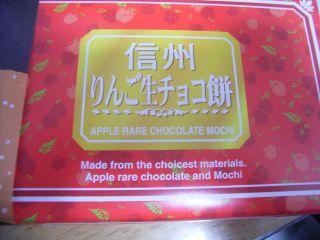 信州
りんご生チョコ餅
APPLE RARE CHOCOLATE MOCHI
Made from the choicest materials.
Apple rare chocolate and Mochi